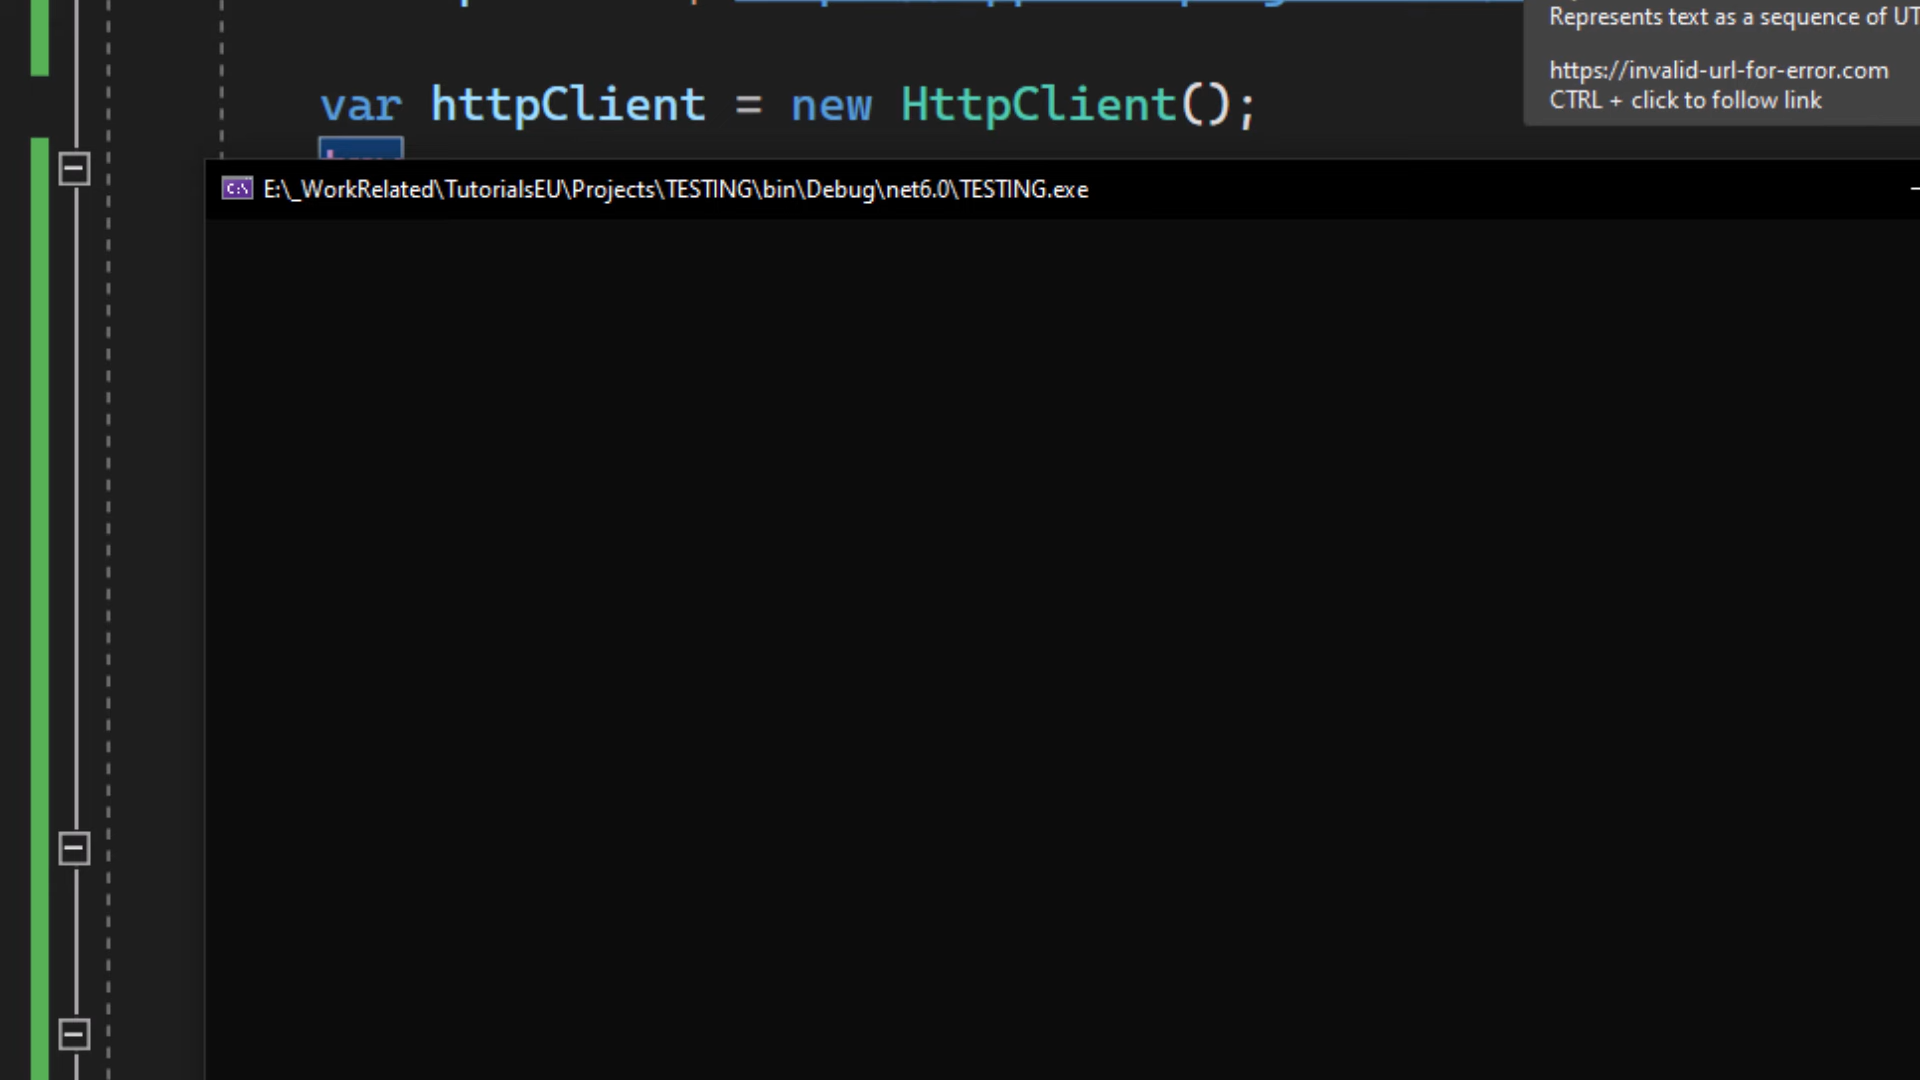 Represents text as a sequence of UT
https://invalid-url-for-error.com
CTRL + click to follow link
var httpClient = new HttpClient();
E:\_WorkRelated\TutorialsEU\Projects\TESTING\bin\Debug\net6.0\TESTING.exe